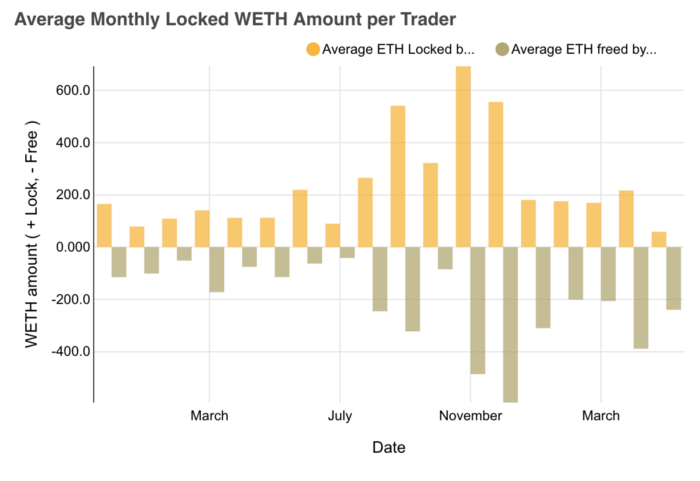 Average Monthly Locked WETH Amount per Trader
Average ETH Locked b... Average ETH freed by...
WETH amount ( + Lock, - Free )
600.0
400.0
200.0
0.000
-200.0
-400.0
March July November March
Date